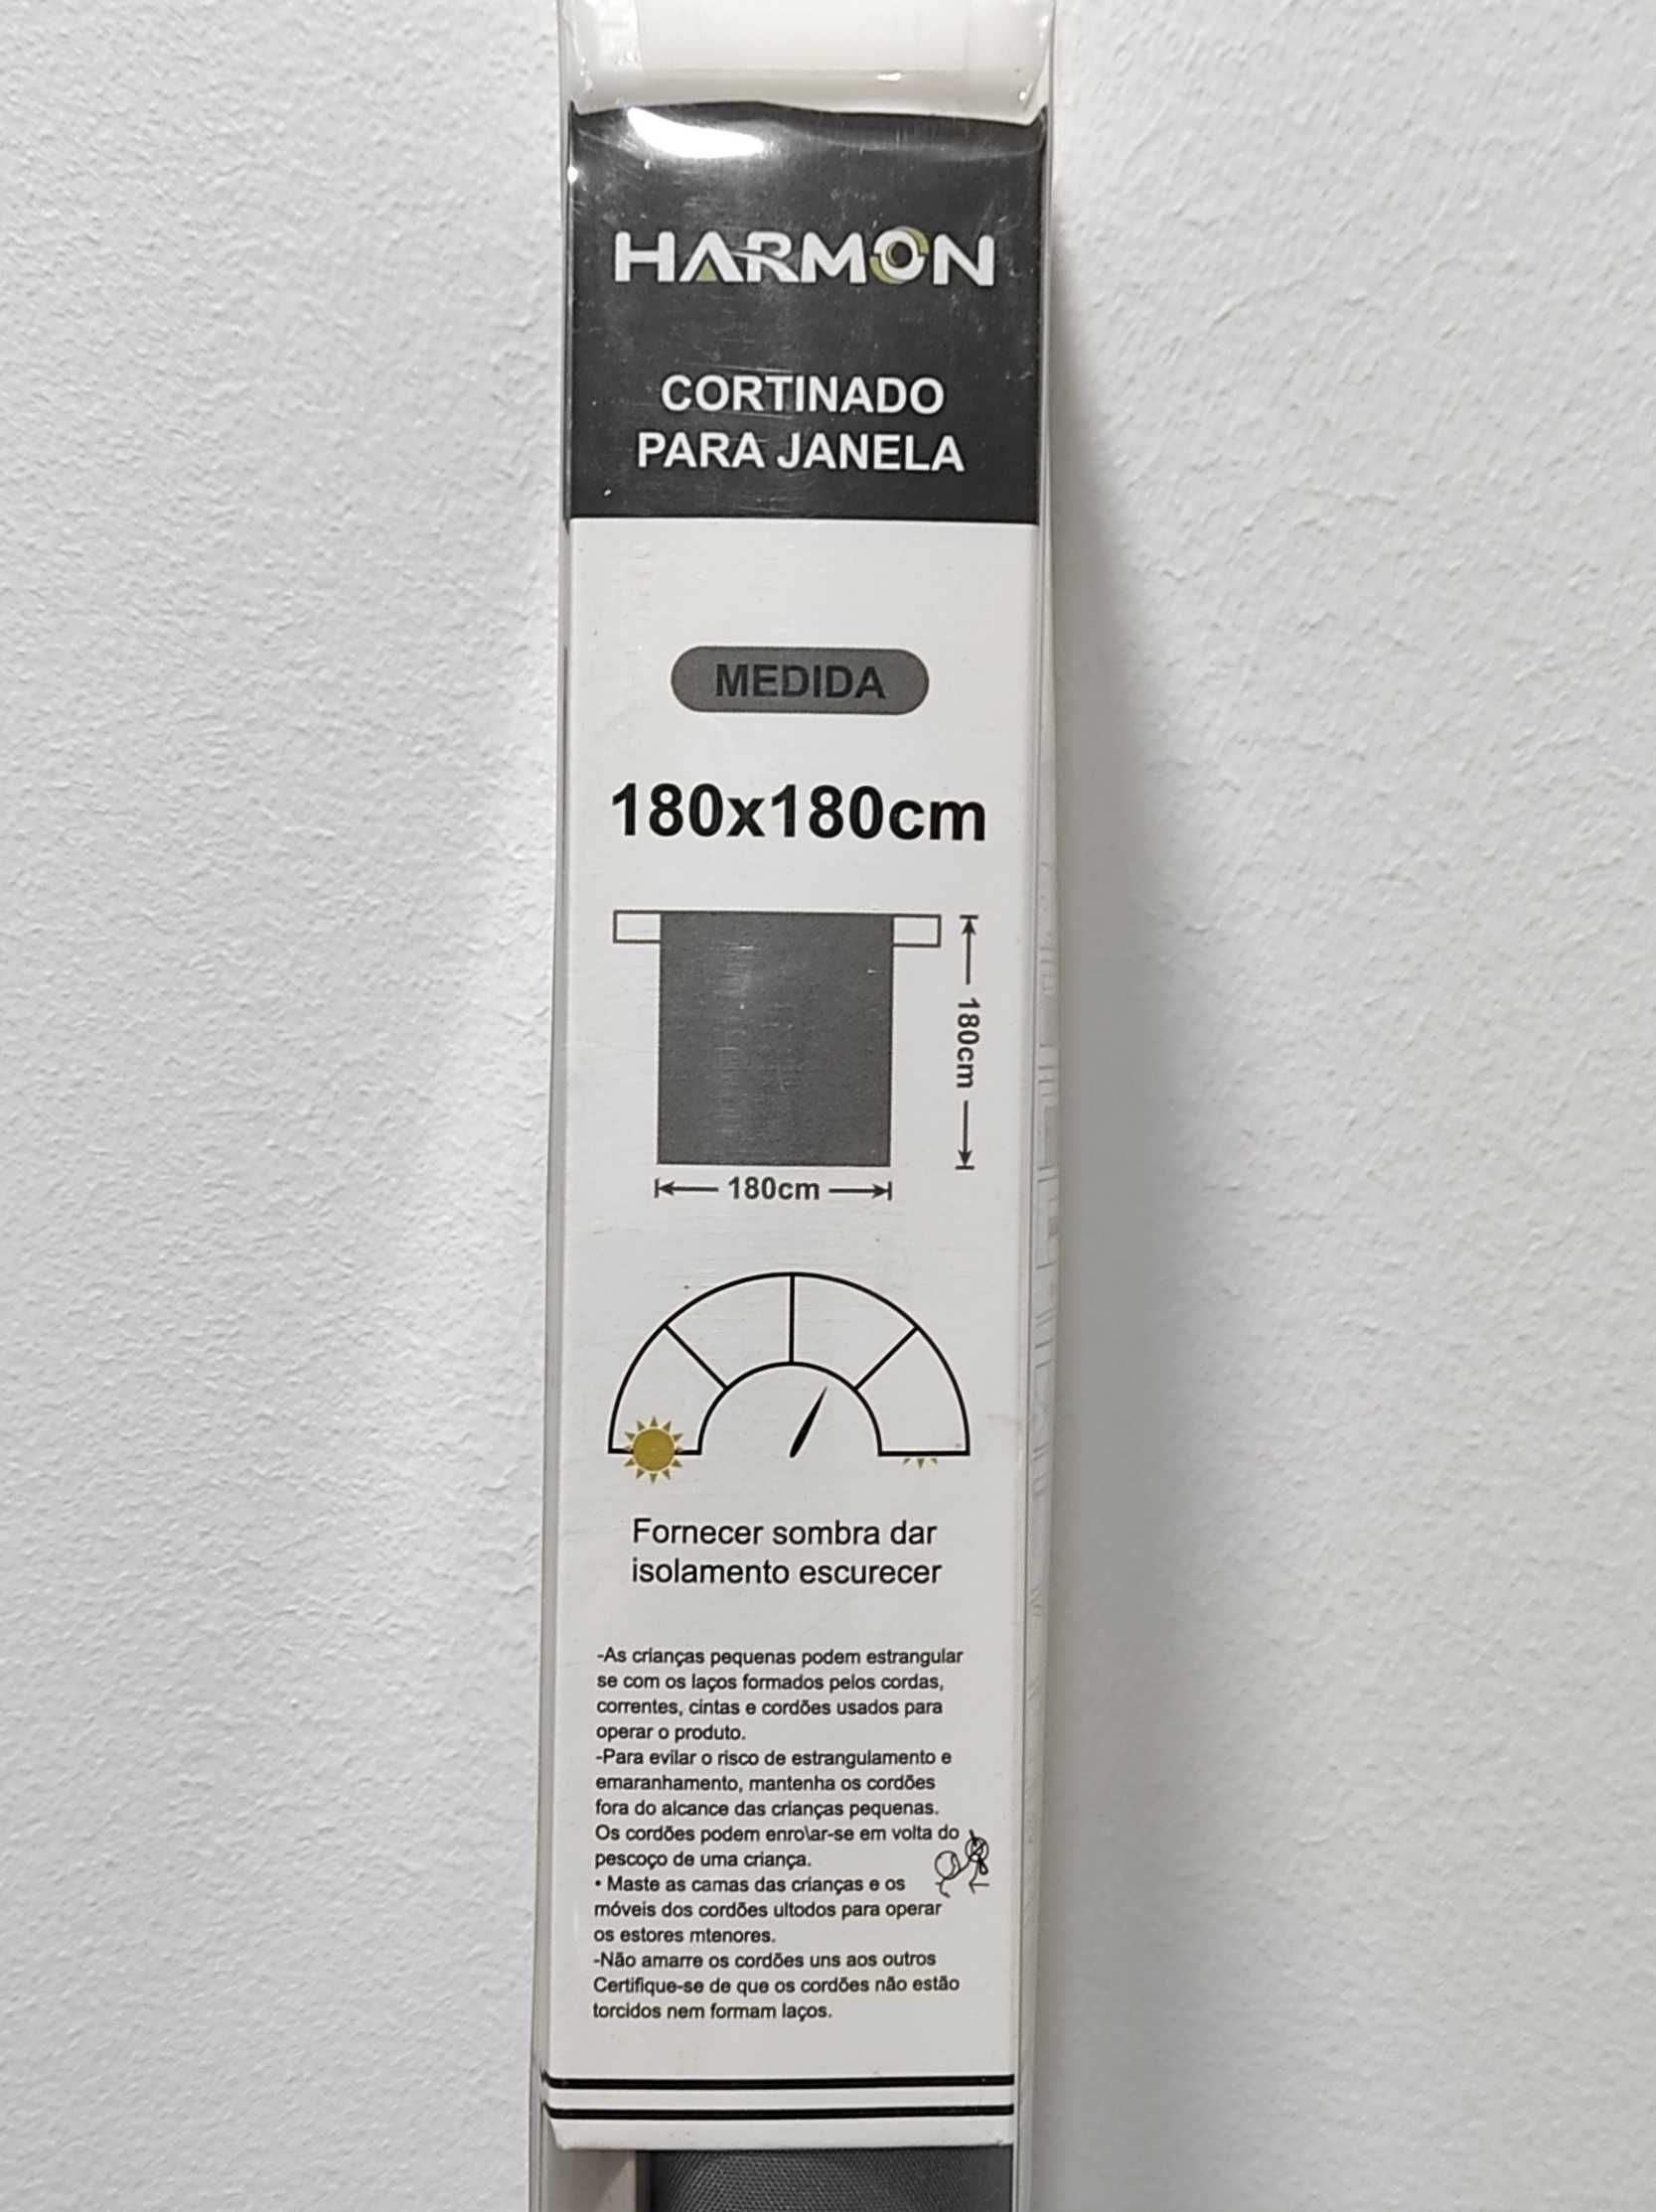 HARMON
CORTINADO
PARA JANELA
MEDIDA
180x180cm
180cm
180cm
Fornecer sombra dar
isolamento escurecer
-As crianças pequenas podem estrangular
se com os laços formados pelos cordas,
correntes, cintas e cordões usados para
operar o produto.
-Para evilar o risco de estrangulamento e
emaranhamento, mantenha os cordões
fora do alcance das crianças pequenas.
Os cordões podem enro\ar-se em volta do
pescoço de uma criança.
• Maste as camas das crianças e os
móveis dos cordões ultodos para operar
os estores mtenores.
-Não amarre os cordões uns aos outros
Certifique-se de que os cordões não estão
torcidos nem formam laços.